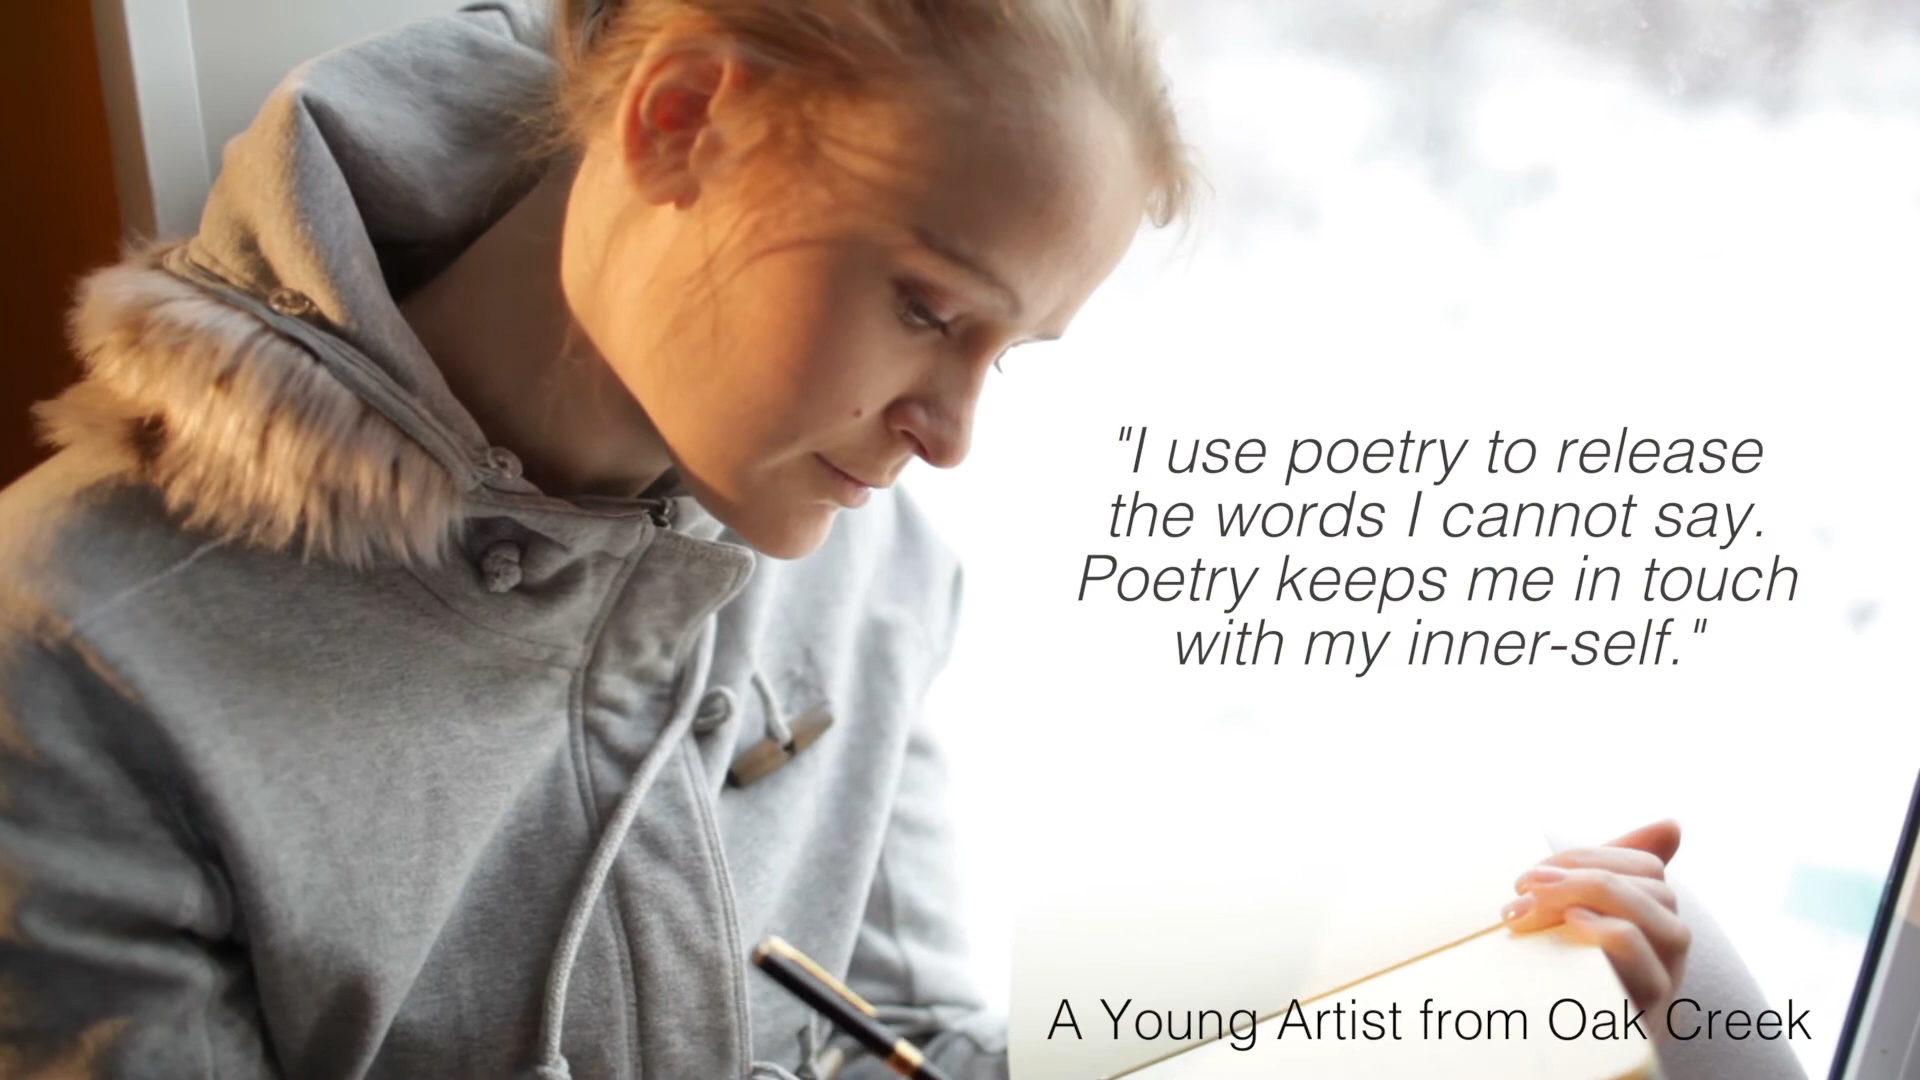 "I use poetry to release
the words I cannot say.
Poetry keeps me in touch
with my inner-self."
A Young Artist from Oak Creek